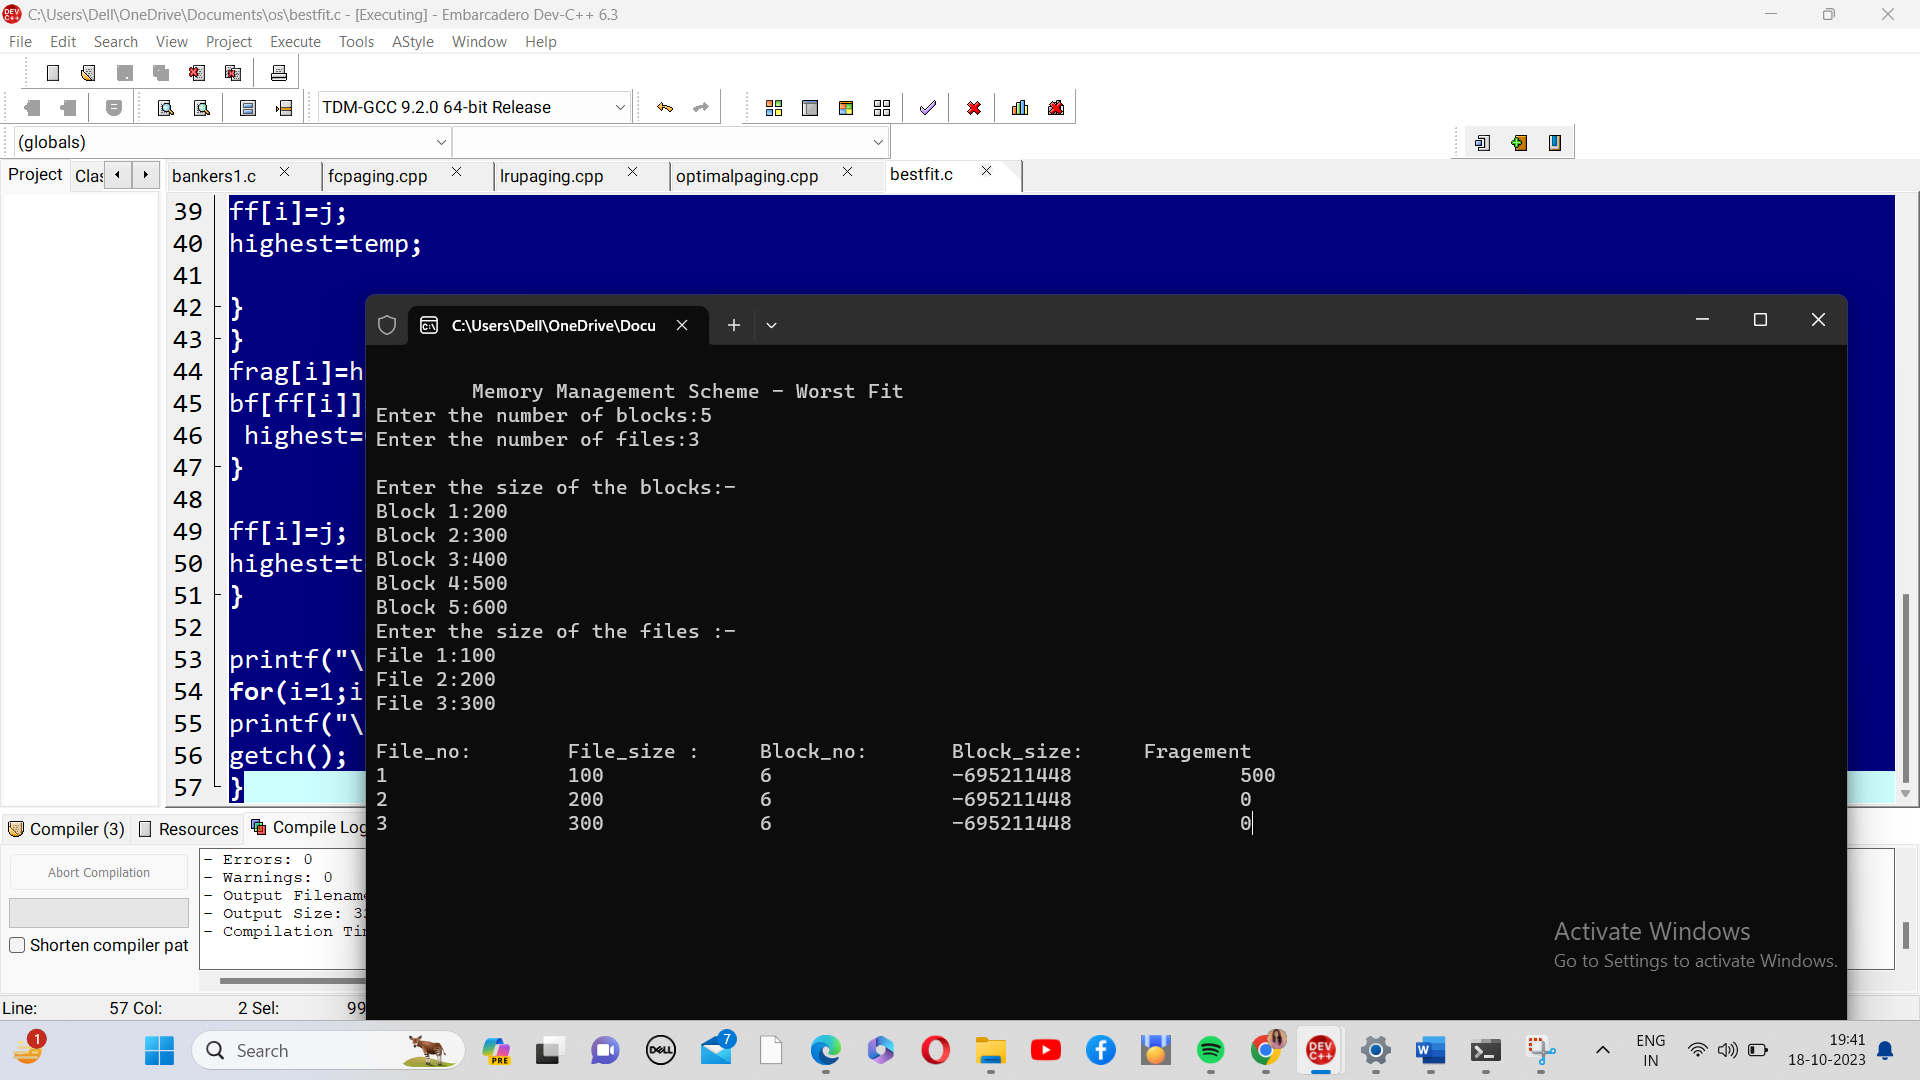 C:\Users\Dell\OneDrive\Documents\os\bestfit.c - [Executing] - Embarcadero Dev-C++ 6.3
File Edit Search View Project Execute Tools AStyle Window Help
TDM-GCC 9.2.0 64-bit Release
(globals)
Project Clas bankers1.c fcpaging.cpp lrupaging.cpp optimalpaging.cpp bestfit.c
39 ff[i]=j;
40 highest=temp;
41
42 }
43 }
44 frag[i]=h
45 bf[ff[i]]
46 highest=
47 }
48
49 ff[i]=j;
50 highest=t
51 }
52
53 printf("\
54 for(i=1;i
55 printf("\
56 getch();
57 }
C:\Users\Dell\OneDrive\Docu
Memory Management Scheme - Worst Fit
Enter the number of blocks:5
Enter the number of files:3
Enter the size of the blocks:-
Block 1:200
Block 2:300
Block 3:400
Block 4:500
Block 5:600
Enter the size of the files :-
File 1:100
File 2:200
File 3:300
File_no: File_size : Block_no: Block_size: Fragement
1 100 6 -695211448 500
2 200 6 -695211448 0
3 300 6 -695211448 0
Compiler (3) Resources Compile Log
Abort Compilation
Shorten compiler pat
- Errors: 0
- Warnings: 0
- Output Filename
- Output Size: 3
- Compilation Ti
Activate Windows
Go to Settings to activate Windows.
Line: 57 Col: 2 Sel: 99
1
Search
PRE
DELL
7
DEV C++
ENG
IN
19:41
18-10-2023